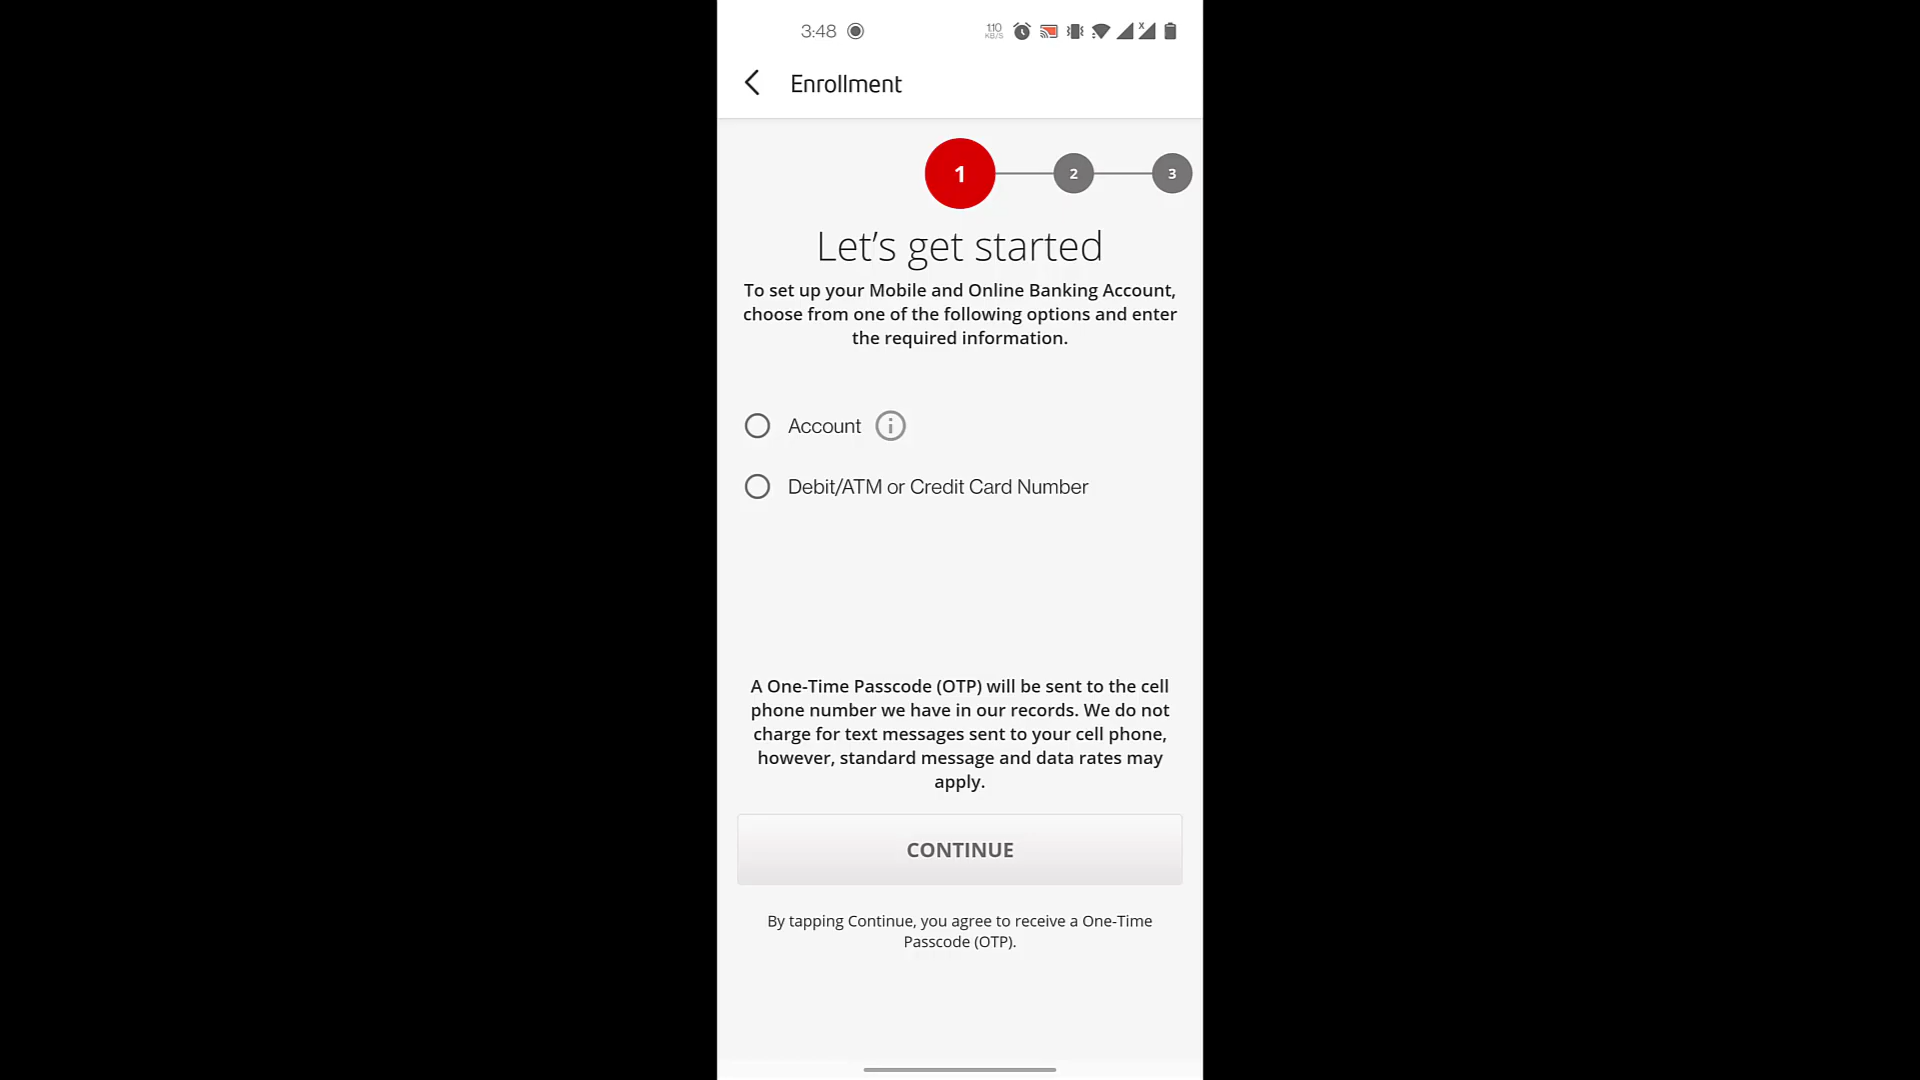 3:48
110
KB/S
X
Enrollment
1
2
3
Let's get started
To set up your Mobile and Online Banking Account,
choose from one of the following options and enter
the required information.
Account
i
Debit/ATM or Credit Card Number
A One-Time Passcode (OTP) will be sent to the cell
phone number we have in our records. We do not
charge for text messages sent to your cell phone,
however, standard message and data rates may
apply.
CONTINUE
By tapping Continue, you agree to receive a One-Time
Passcode (OTP).